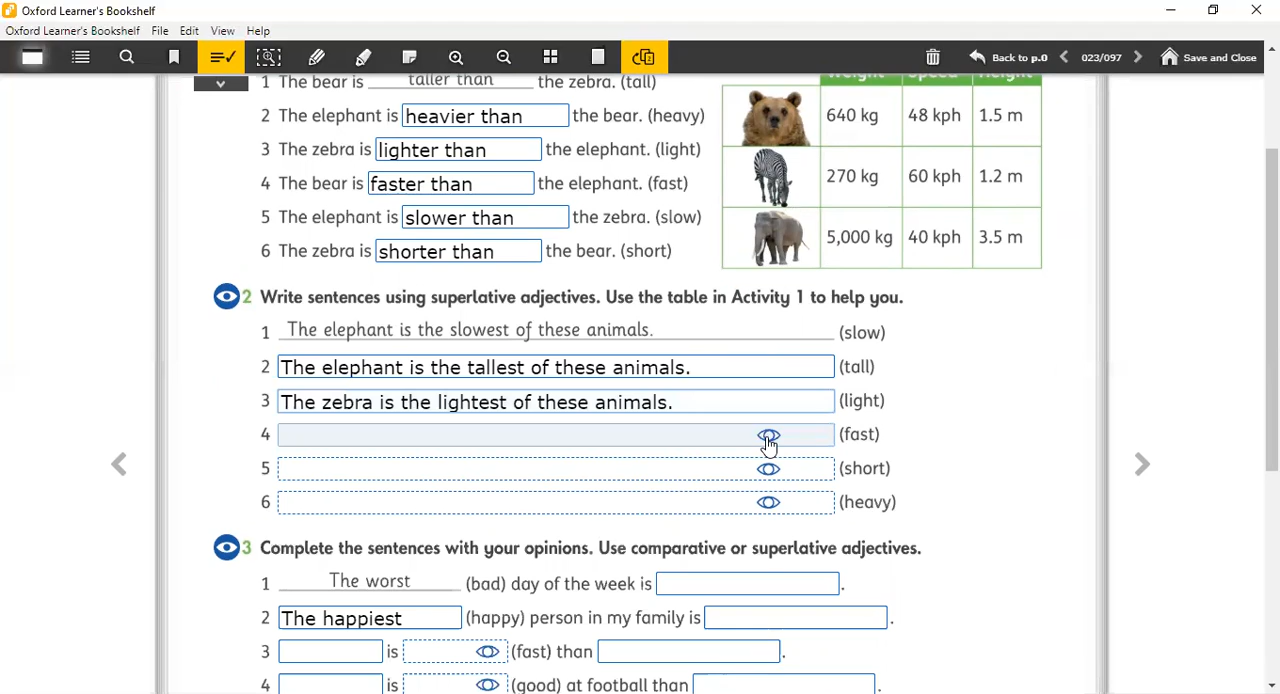 Oxford Learner's Bookshelf
Oxford Learner's Bookshelf File Edit View Help
Back to p.0 023/097 Save and Close
Weight Speed Height
1 The bear is taller than the zebra. (tall)
2 The elephant is heavier than the bear. (heavy)
640 kg 48 kph 1.5 m
3 The zebra is lighter than the elephant. (light)
4 The bear is faster than the elephant. (fast)
270 kg 60 kph 1.2 m
5 The elephant is slower than the zebra. (slow)
5,000 kg 40 kph 3.5 m
6 The zebra is shorter than the bear. (short)
2 Write sentences using superlative adjectives. Use the table in Activity 1 to help you.
1 The elephant is the slowest of these animals. (slow)
2 The elephant is the tallest of these animals. (tall)
3 The zebra is the lightest of these animals. (light)
4 (fast)
5 (short)
6 (heavy)
3 Complete the sentences with your opinions. Use comparative or superlative adjectives.
1 The worst (bad) day of the week is .
2 The happiest (happy) person in my family is .
3 is (fast) than .
4 is (good) at football than .